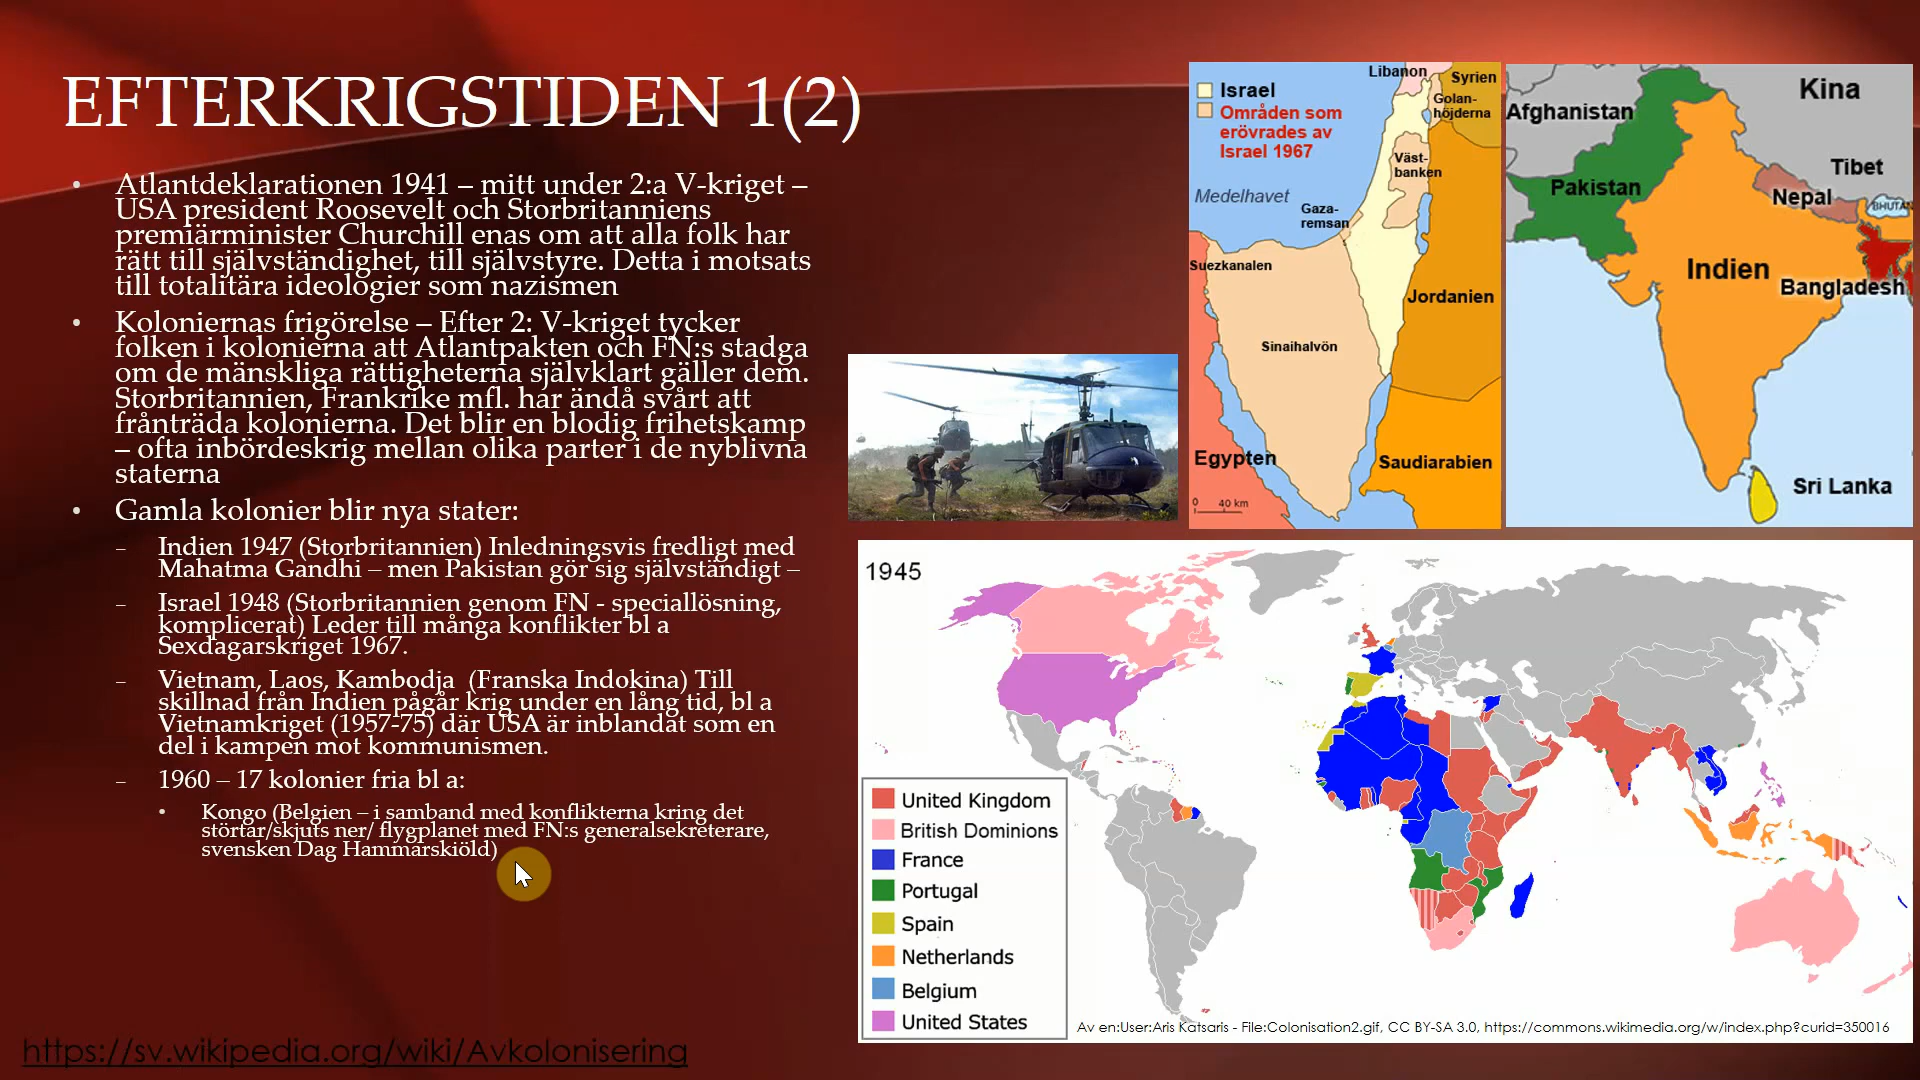 EFTERKRIGSTIDEN 1(2)
• Atlantdeklarationen 1941 – mitt under 2:a V-kriget –
USA president Roosevelt och Storbritanniens
premiärminister Churchill enas om att alla folk har
rätt till självständighet, till självstyre. Detta i motsats
till totalitära ideologier som nazismen
• Koloniernas frigörelse – Efter 2: V-kriget tycker
folken i kolonierna att Atlantpakten och FN:s stadga
om de mänskliga rättigheterna självklart gäller dem.
Storbritannien, Frankrike mfl. har ändå svårt att
frånträda kolonierna. Det blir en blodig frihetskamp
– ofta inbördeskrig mellan olika parter i de nyblivna
staterna
• Gamla kolonier blir nya stater:
– Indien 1947 (Storbritannien) Inledningsvis fredligt med
Mahatma Gandhi – men Pakistan gör sig självständigt –
– Israel 1948 (Storbritannien genom FN - speciallösning,
komplicerat) Leder till många konflikter bl a
Sexdagarskriget 1967.
– Vietnam, Laos, Kambodja (Franska Indokina) Till
skillnad från Indien pågår krig under en lång tid, bl a
Vietnamkriget (1957-75) där USA är inblandat som en
del i kampen mot kommunismen.
– 1960 – 17 kolonier fria bl a:
• Kongo (Belgien – i samband med konflikterna kring det
störtar/skjuts ner/ flygplanet med FN:s generalsekreterare,
svensken Dag Hammarskiöld)
https://sv.wikipedia.org/wiki/Avkolonisering
Israel
Områden som
erövrades av
Israel 1967
Libanon
Syrien
Golan-
höjderna
Väst-
banken
Medelhavet
Gaza-
remsan
Suezkanalen
Jordanien
Sinaihalvön
Egypten
Saudiarabien
0 40 km
Kina
Afghanistan
Tibet
Pakistan
Nepal
BHUTAN
Indien
Bangladesh
Sri Lanka
1945
United Kingdom
British Dominions
France
Portugal
Spain
Netherlands
Belgium
United States
Av en:User:Aris Katsaris - File:Colonisation2.gif, CC BY-SA 3.0, https://commons.wikimedia.org/w/index.php?curid=350016